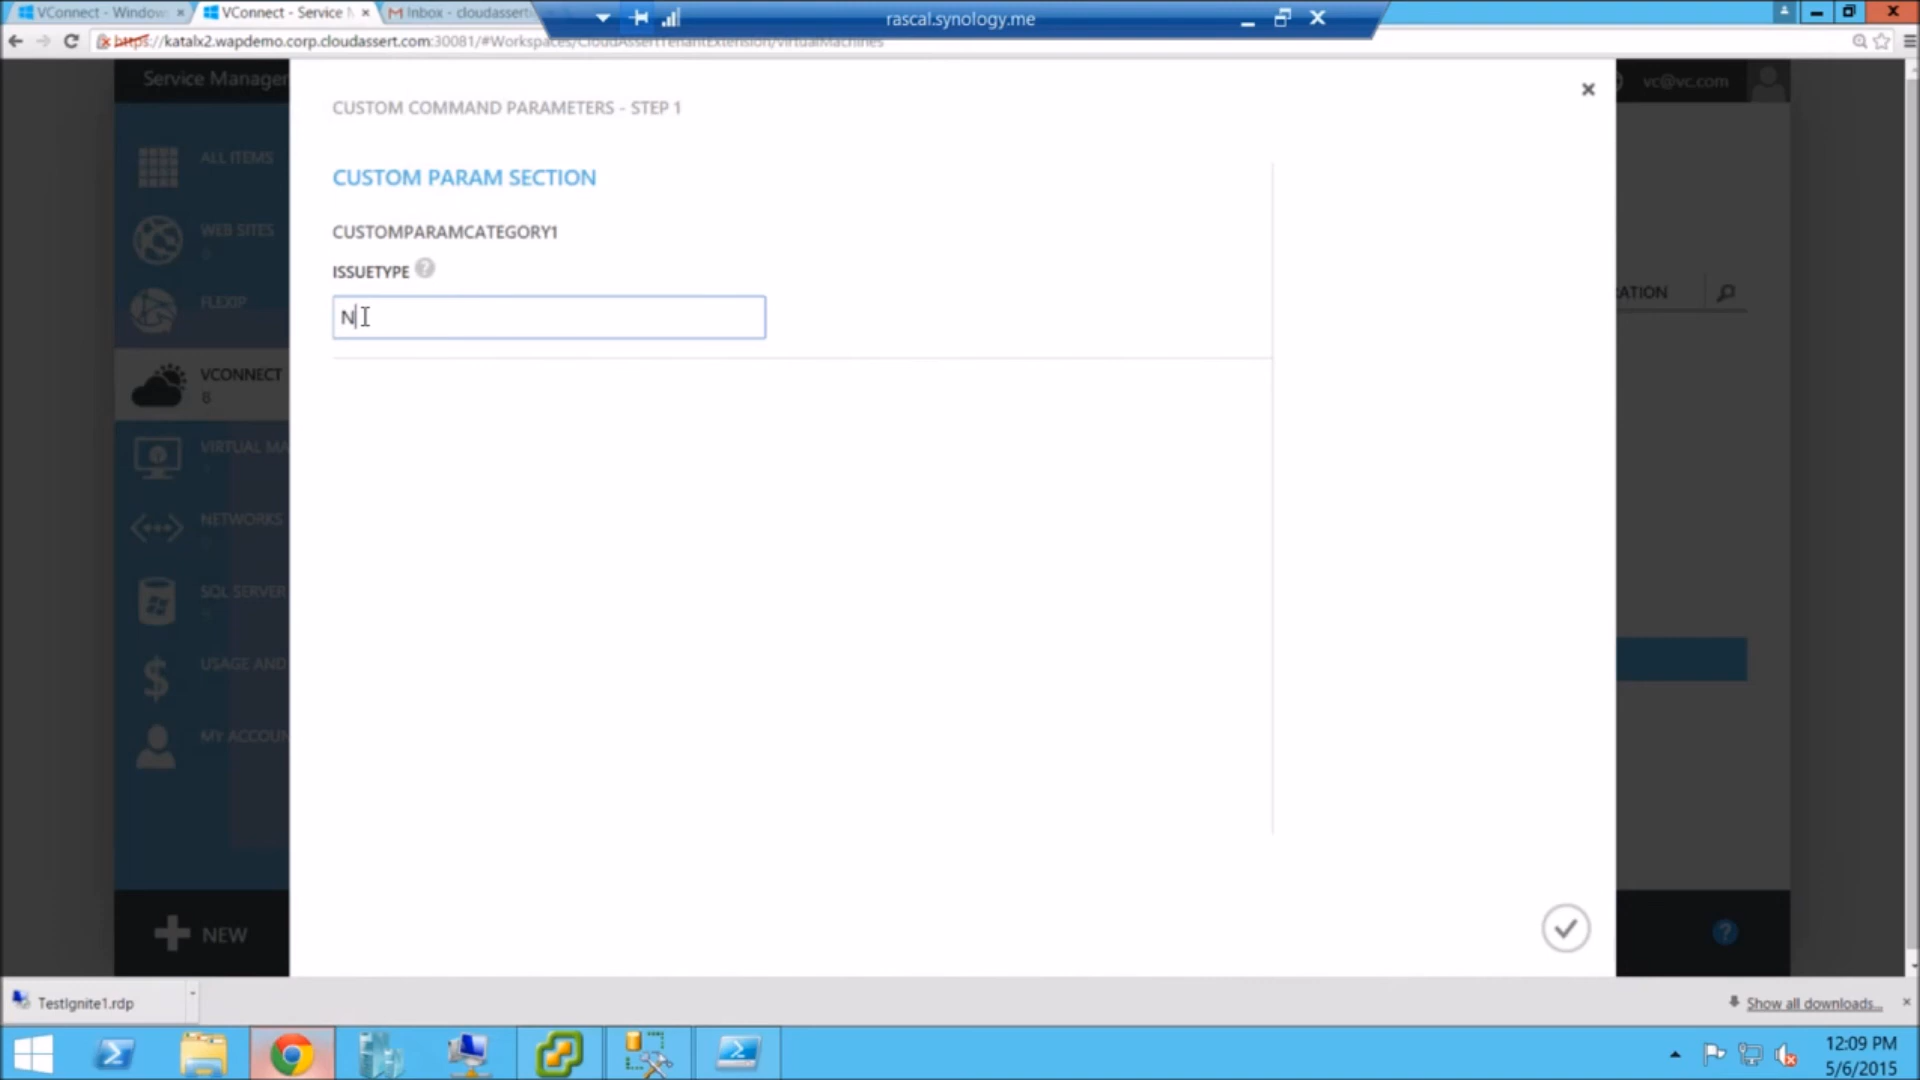 VConnect - Window
VConnect - Service M
Inbox - cloudassert
rascal.synology.me
https://katalx2.wapdemo.corp.cloudassert.com:30081/#Workspaces/CloudAssertTenantExtension/VirtualMachines
Service Manager
vc@vc.com
CUSTOM COMMAND PARAMETERS - STEP 1
CUSTOM PARAM SECTION
CUSTOMPARAMCATEGORY1
ISSUETYPE ?
N
ALL ITEMS
WEB SITES
0
FLEXIP
VCONNECT
8
VIRTUAL MA
NETWORKS
SQL SERVER
USAGE AND
MY ACCOUN
RATION
NEW
?
TestIgnite1.rdp
Show all downloads...
12:09 PM
5/6/2015